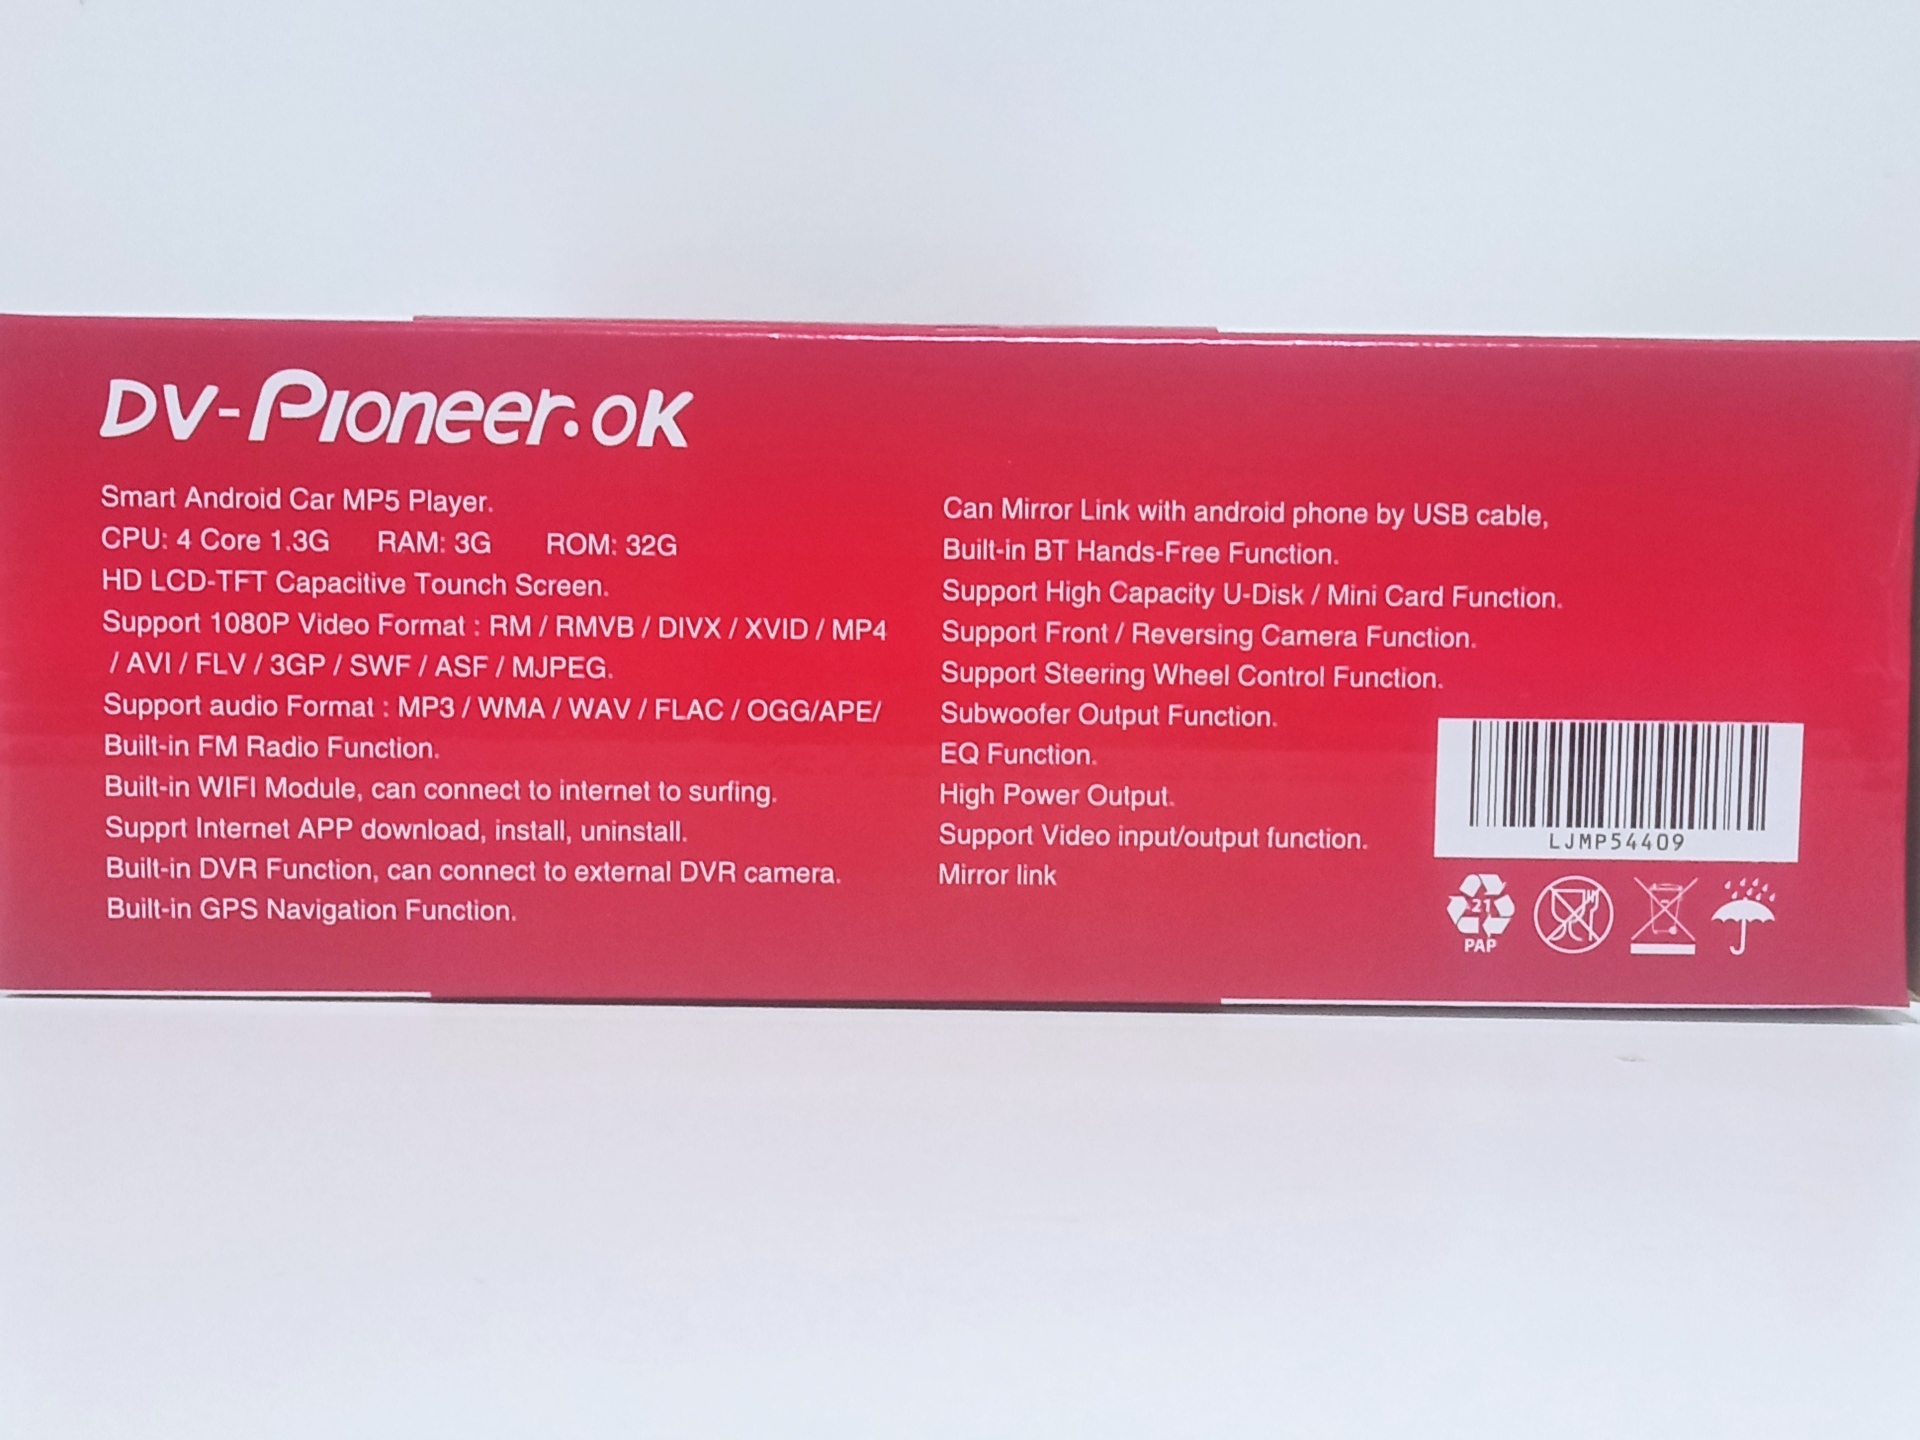 DV-Pioneer.OK
Smart Android Car MP5 Player.
CPU: 4 Core 1.3G RAM: 3G ROM: 32G
HD LCD-TFT Capacitive Tounch Screen.
Support 1080P Video Format : RM / RMVB / DIVX / XVID / MP4
/ AVI / FLV / 3GP / SWF / ASF / MJPEG.
Support audio Format : MP3 / WMA / WAV / FLAC / OGG/APE/
Built-in FM Radio Function.
Built-in WIFI Module, can connect to internet to surfing.
Supprt Internet APP download, install, uninstall.
Built-in DVR Function, can connect to external DVR camera.
Built-in GPS Navigation Function.
Can Mirror Link with android phone by USB cable,
Built-in BT Hands-Free Function.
Support High Capacity U-Disk / Mini Card Function.
Support Front / Reversing Camera Function.
Support Steering Wheel Control Function.
Subwoofer Output Function.
EQ Function.
High Power Output.
Support Video input/output function.
Mirror link
LJMP54409
21
PAP